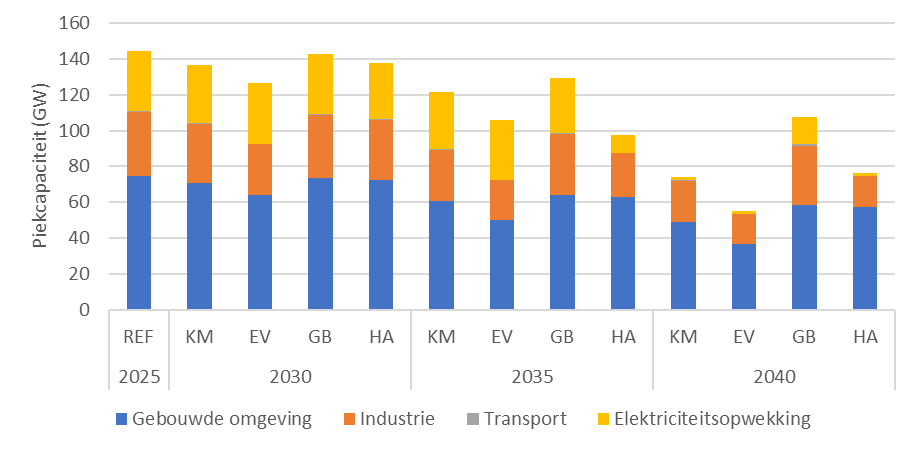 160
140
120
100
80
60
40
20
0
Piekcapaciteit (GW)
REF KM EV GB HA KM EV GB HA KM EV GB HA
2025 2030 2035 2040
Gebouwde omgeving Industrie Transport Elektriciteitsopwekking